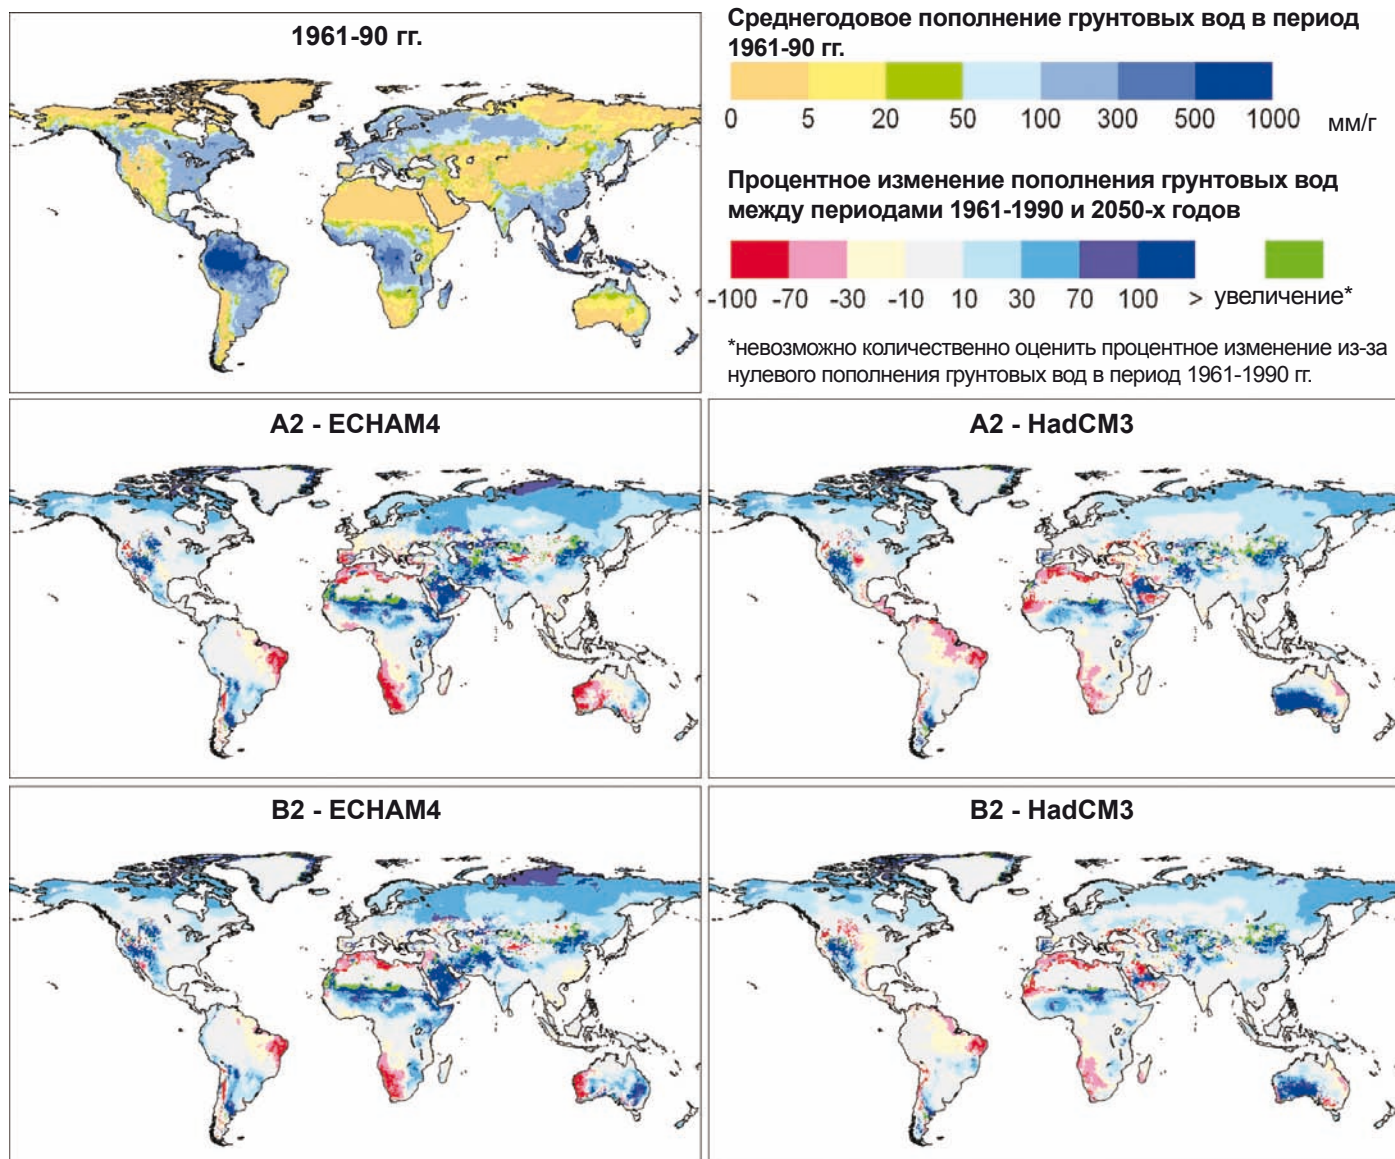 1961-90 гг.
Среднегодовое пополнение грунтовых вод в период
1961-90 гг.
0 5 20 50 100 300 500 1000 мм/г
Процентное изменение пополнения грунтовых вод
между периодами 1961-1990 и 2050-х годов
-100 -70 -30 -10 10 30 70 100 > увеличение*
*невозможно количественно оценить процентное изменение из-за
нулевого пополнения грунтовых вод в период 1961-1990 гг.
A2 - ECHAM4
A2 - HadCM3
B2 - ECHAM4
B2 - HadCM3